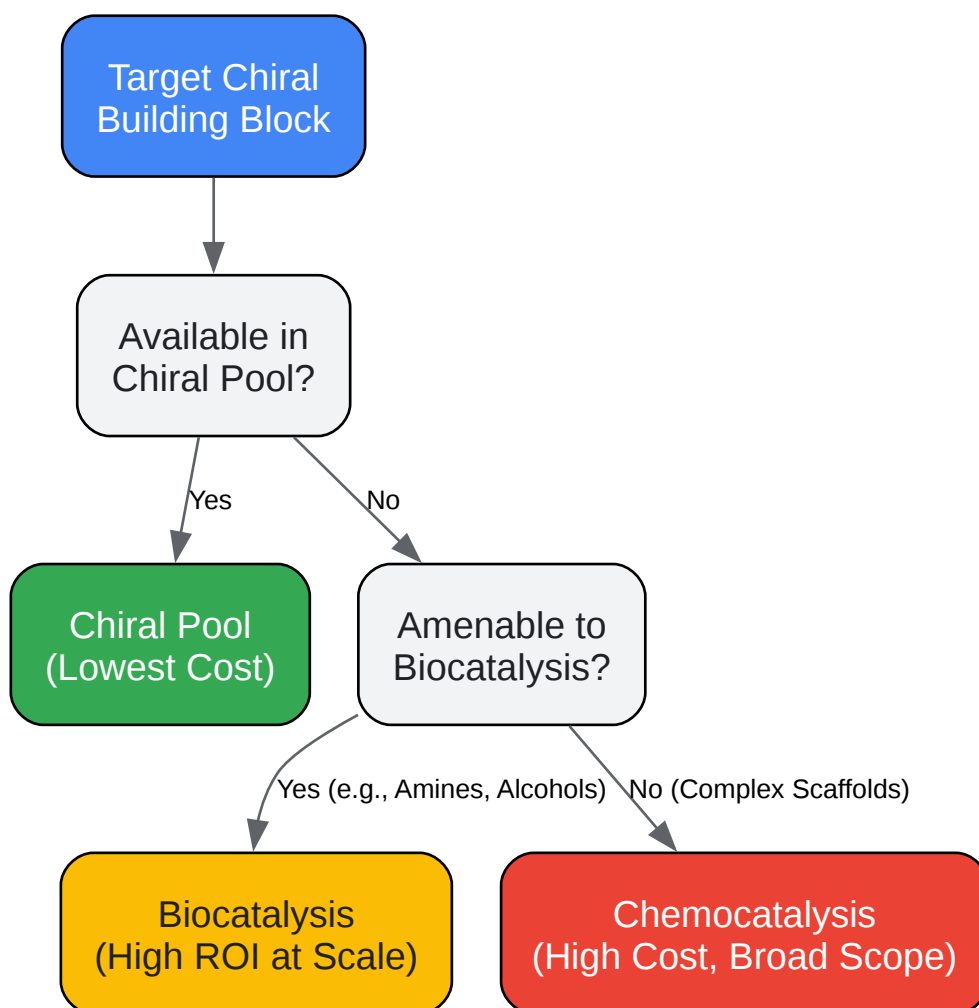 Target Chiral
Building Block
Available in
Chiral Pool?
Yes
No
Chiral Pool
(Lowest Cost)
Amenable to
Biocatalysis?
Yes (e.g., Amines, Alcohols)
No (Complex Scaffolds)
Biocatalysis
(High ROI at Scale)
Chemocatalysis
(High Cost, Broad Scope)